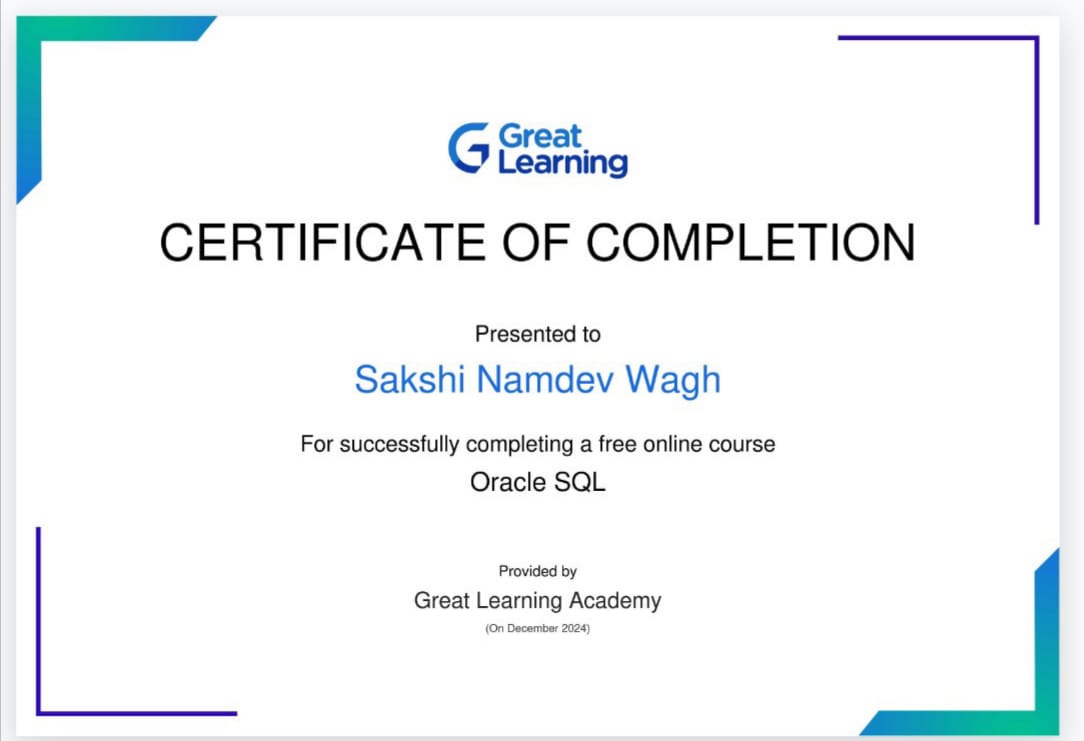 Great
Learning
CERTIFICATE OF COMPLETION
Presented to
Sakshi Namdev Wagh
For successfully completing a free online course
Oracle SQL
Provided by
Great Learning Academy
(On December 2024)